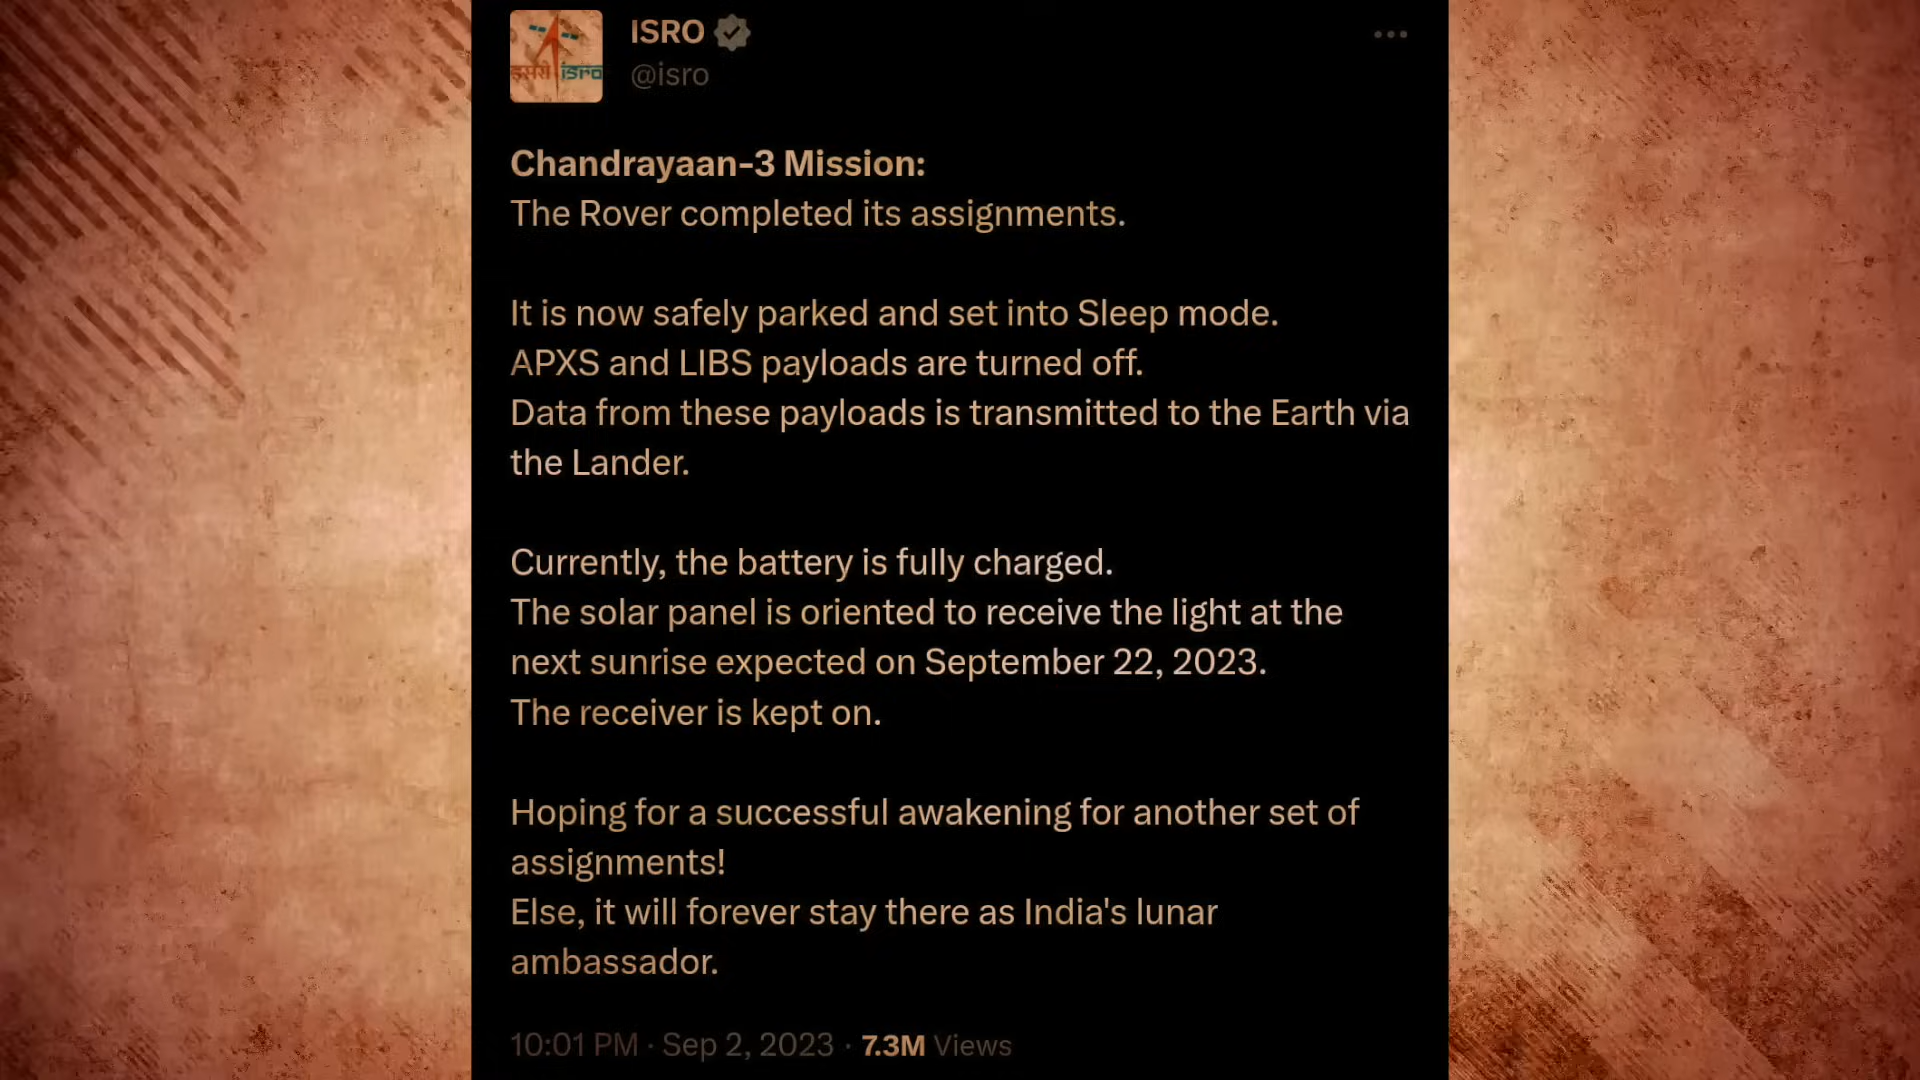 इसरो isro
ISRO
@isro
Chandrayaan-3 Mission:
The Rover completed its assignments.
It is now safely parked and set into Sleep mode.
APXS and LIBS payloads are turned off.
Data from these payloads is transmitted to the Earth via
the Lander.
Currently, the battery is fully charged.
The solar panel is oriented to receive the light at the
next sunrise expected on September 22, 2023.
The receiver is kept on.
Hoping for a successful awakening for another set of
assignments!
Else, it will forever stay there as India's lunar
ambassador.
10:01 PM · Sep 2, 2023 · 7.3M Views